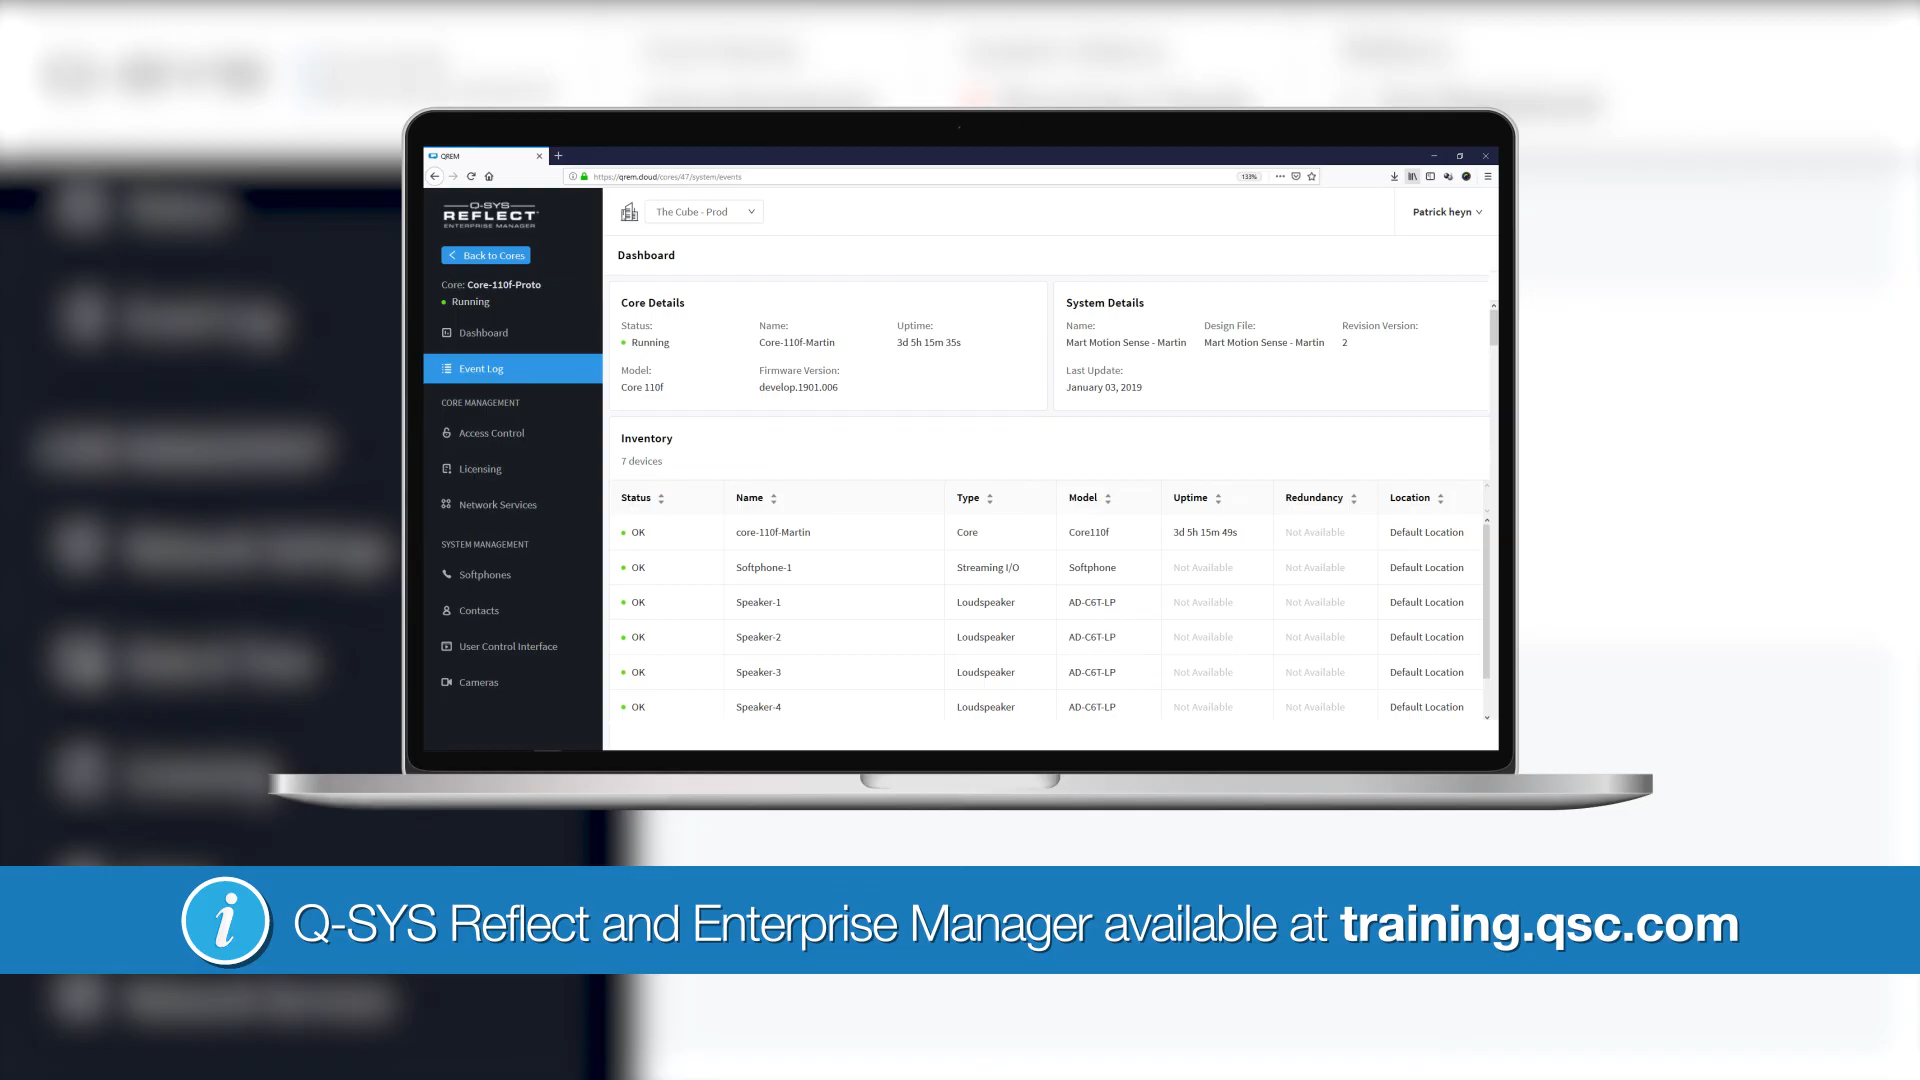 QREM
https://qrem.cloud/cores/47/system/events
133%
Q-SYS
REFLECT
ENTERPRISE MANAGER
The Cube - Prod
Patrick heyn
Back to Cores
Dashboard
Core: Core-110f-Proto
Running
Dashboard
Event Log
CORE MANAGEMENT
Access Control
Licensing
Network Services
SYSTEM MANAGEMENT
Softphones
Contacts
User Control Interface
Cameras
Core Details
Status:
Running
Name:
Core-110f-Martin
Uptime:
3d 5h 15m 35s
Model:
Core 110f
Firmware Version:
develop.1901.006
System Details
Name:
Mart Motion Sense - Martin
Design File:
Mart Motion Sense - Martin
Revision Version:
2
Last Update:
January 03, 2019
Inventory
7 devices
Status Name Type Model Uptime Redundancy Location
OK core-110f-Martin Core Core110f 3d 5h 15m 49s Not Available Default Location
OK Softphone-1 Streaming I/O Softphone Not Available Not Available Default Location
OK Speaker-1 Loudspeaker AD-C6T-LP Not Available Not Available Default Location
OK Speaker-2 Loudspeaker AD-C6T-LP Not Available Not Available Default Location
OK Speaker-3 Loudspeaker AD-C6T-LP Not Available Not Available Default Location
OK Speaker-4 Loudspeaker AD-C6T-LP Not Available Not Available Default Location
i Q-SYS Reflect and Enterprise Manager available at training.qsc.com